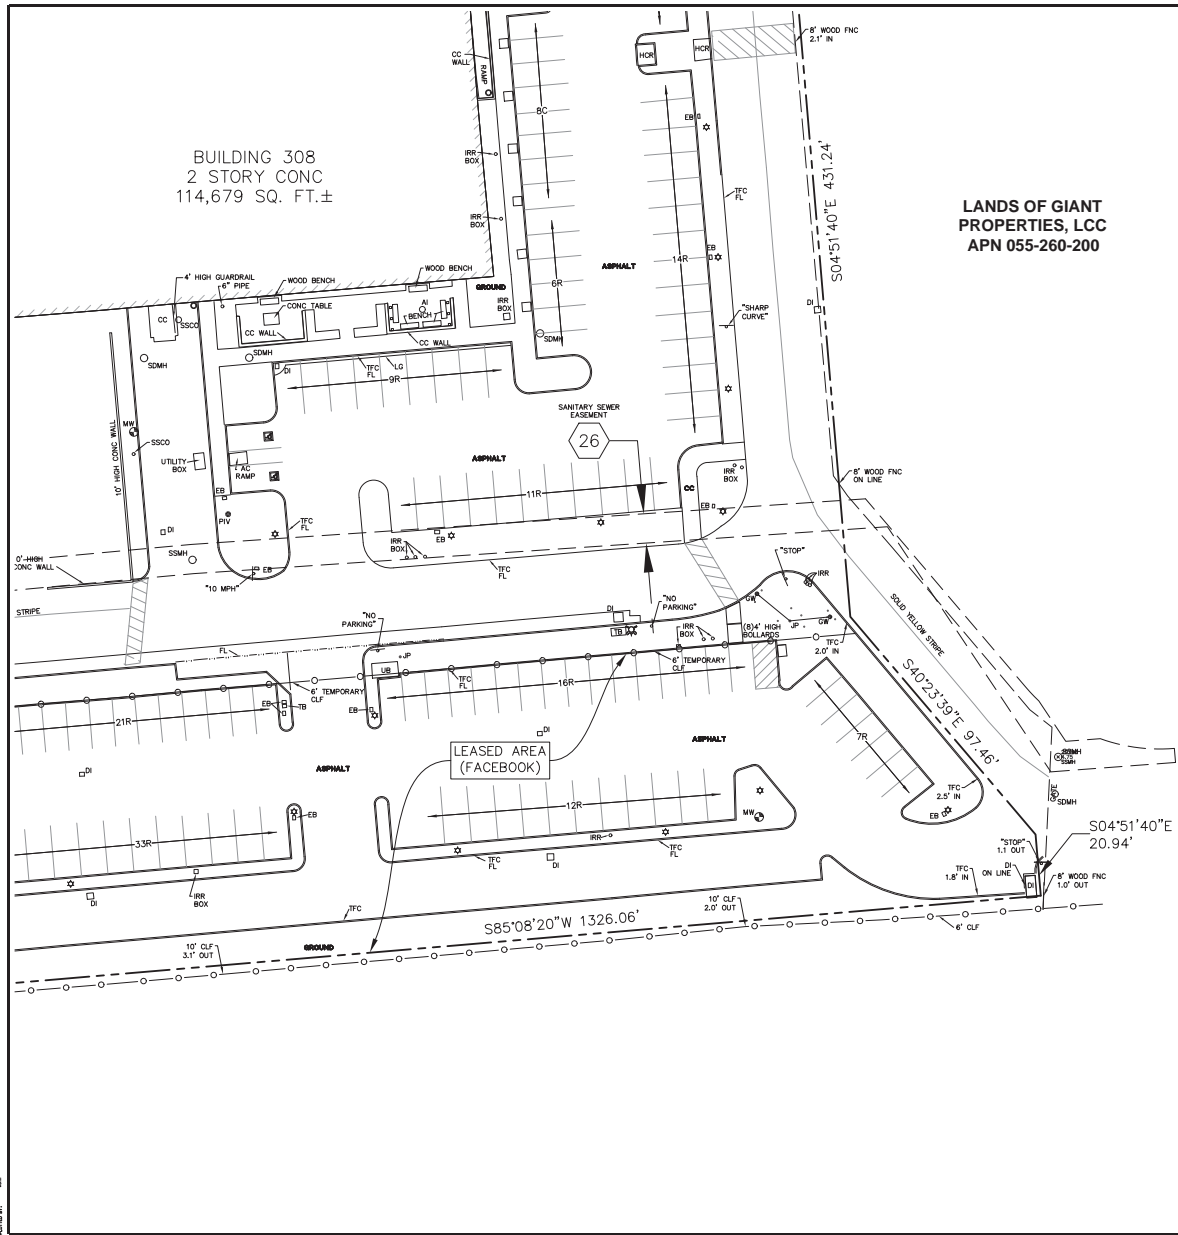 8' WOOD FNC
2.1' IN
CC
WALL
RAMP
HCR
HCR
8C
EB
BUILDING 308
2 STORY CONC
114,679 SQ. FT.±
IRR
BOX
TFC
FL
S04°51'40"E 431.24'
LANDS OF GIANT
PROPERTIES, LCC
APN 055-260-200
IRR
BOX
EB
14R
ASPHALT
4' HIGH GUARDRAIL
6" PIPE
WOOD BENCH
WOOD BENCH
GROUND
6R
CC
SSCO
CONC TABLE
AI
BENCH
IRR
BOX
DI
"SHARP
CURVE"
CC WALL
CC WALL
SDMH
SDMH
SDMH
DI
TFC
FL
LG
9R
SANITARY SEWER
EASEMENT
26
MW
10' HIGH CONC WALL
SSCO
UTILITY
BOX
AC
RAMP
ASPHALT
IRR
BOX
8' WOOD FNC
ON LINE
EB
11R
CC
EB
PIV
DI
TFC
FL
IRR
BOX
EB
0'-HIGH
CONC WALL
SSMH
EB
"10 MPH"
TFC
FL
"STOP"
IRR
STRIPE
"NO
PARKING"
DI
"NO
PARKING"
GW
GW
SOLID YELLOW STRIPE
TB
IRR
BOX
(8)4' HIGH
BOLLARDS
JP
TFC
2.0' IN
FL
JP
UB
6' TEMPORARY
CLF
TFC
FL
16R
6' TEMPORARY
CLF
S40°23'39"E 97.46'
EB
TB
EB
21R
DI
LEASED AREA
(FACEBOOK)
ASPHALT
7R
DI
ASPHALT
SSMH
SSMH
TFC
2.5' IN
GATE
SDMH
12R
MW
EB
EB
S04°51'40"E
20.94'
33R
IRR
TFC
FL
TFC
FL
DI
"STOP"
1.1 OUT
DI
ON LINE
TFC
1.8' IN
DI
8' WOOD FNC
1.0' OUT
IRR
BOX
DI
TFC
S85°08'20"W 1326.06'
10' CLF
2.0' OUT
6' CLF
10' CLF
3.1' OUT
GROUND